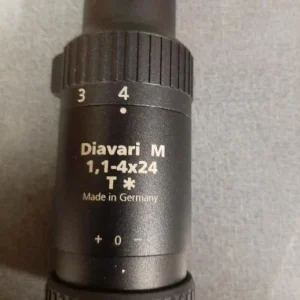 3 4
Diavari M
1,1-4x24
T *
Made in Germany
+ 0 -